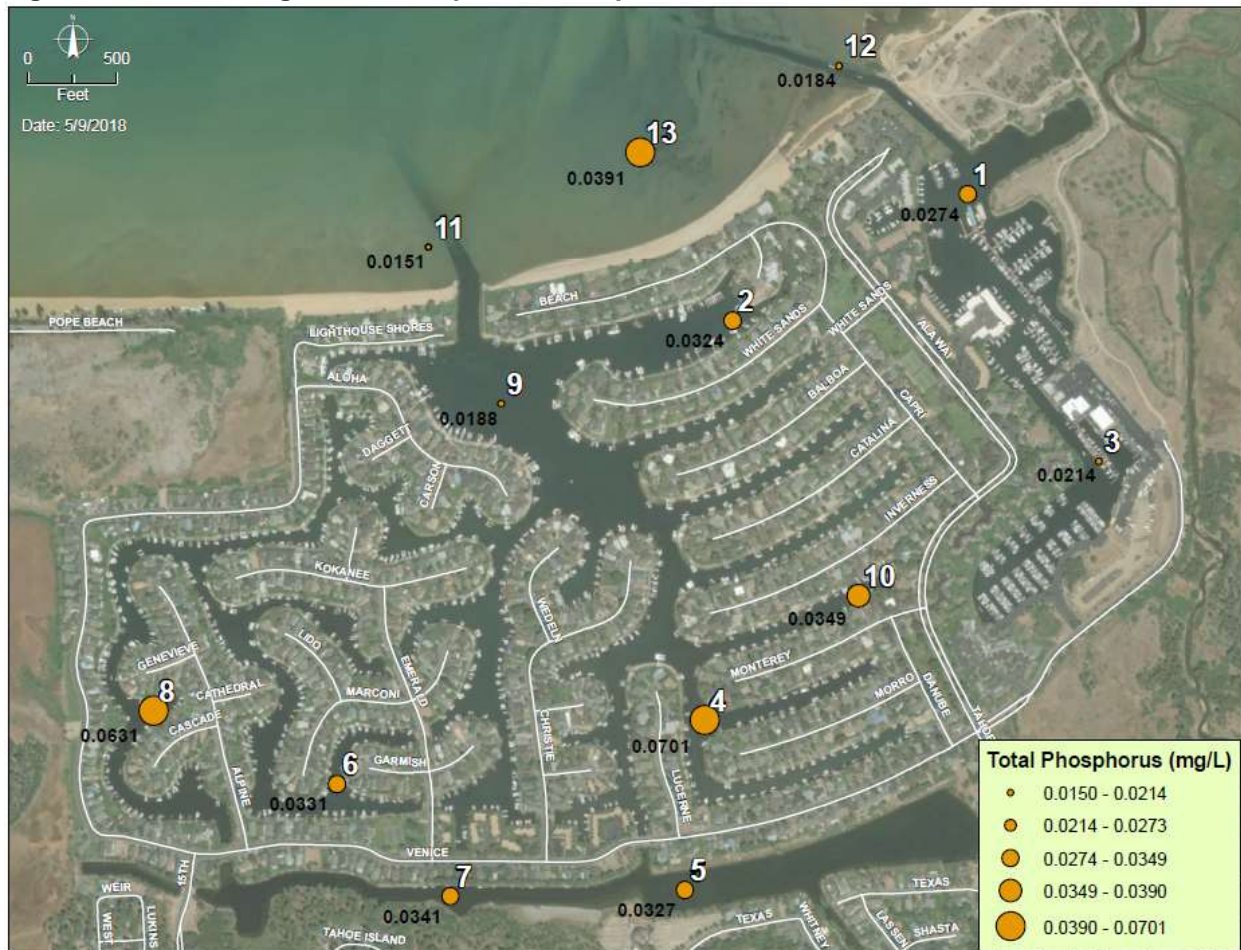 N
0 500
Feet
Date: 5/9/2018
12
0.0184
13
0.0391
1
0.0274
11
0.0151
BEACH
2
0.0324
WHITE SANDS
WHITE SANDS
ALA WAI
POPE BEACH
LIGHTHOUSE SHORES
ALOHA
9
0.0188
BALBOA
CAPRI
DAGGETT
CARSON
CATALINA
3
0.0214
INVERNESS
KOKANEE
WEDELN
10
0.0349
LIDO
EMERALD
GENEVIEVE
CATHEDRAL
MARCONI
MONTEREY
MORRO
DANUBE
8
0.0631
CASCADE
4
0.0701
CHRISTIE
TAHOE
GARMISH
6
0.0331
ALPINE
LUCERNE
VENICE
15TH
7
0.0341
5
0.0327
WEIR
WEST
LUKINS
TAHOE ISLAND
TEXAS
WHITNEY
TEXAS
LASSEN
SHASTA
Total Phosphorus (mg/L)
0.0150 - 0.0214
0.0214 - 0.0273
0.0274 - 0.0349
0.0349 - 0.0390
0.0390 - 0.0701